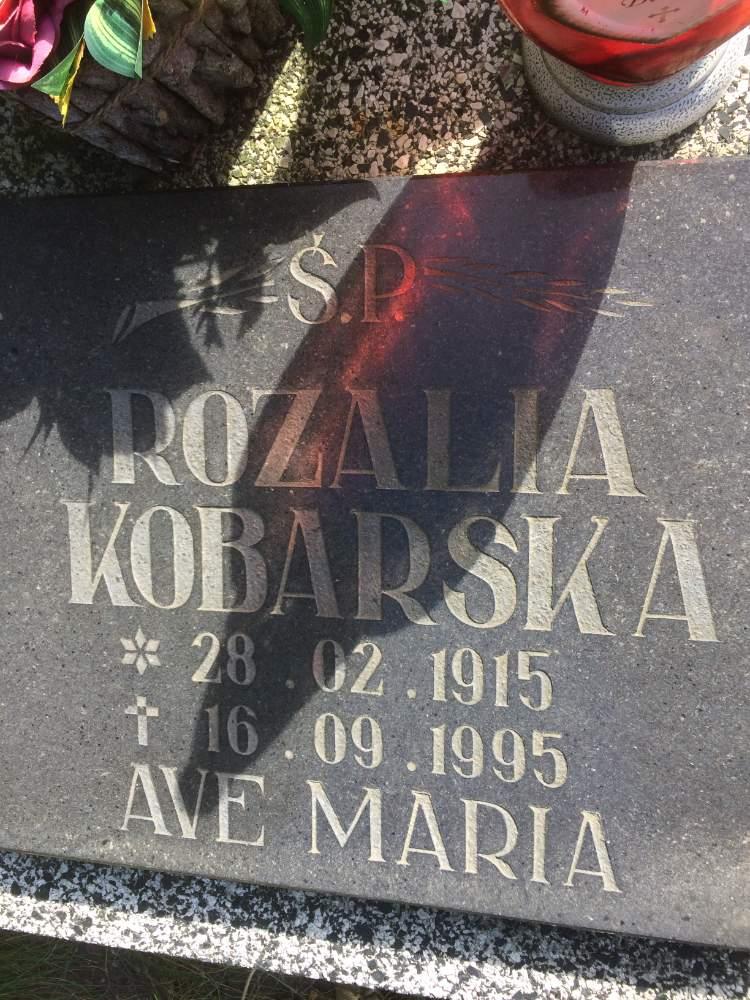 Ś.P.
ROZALIA
KOBARSKA
28.02.1915
16.09.1995
AVE MARIA